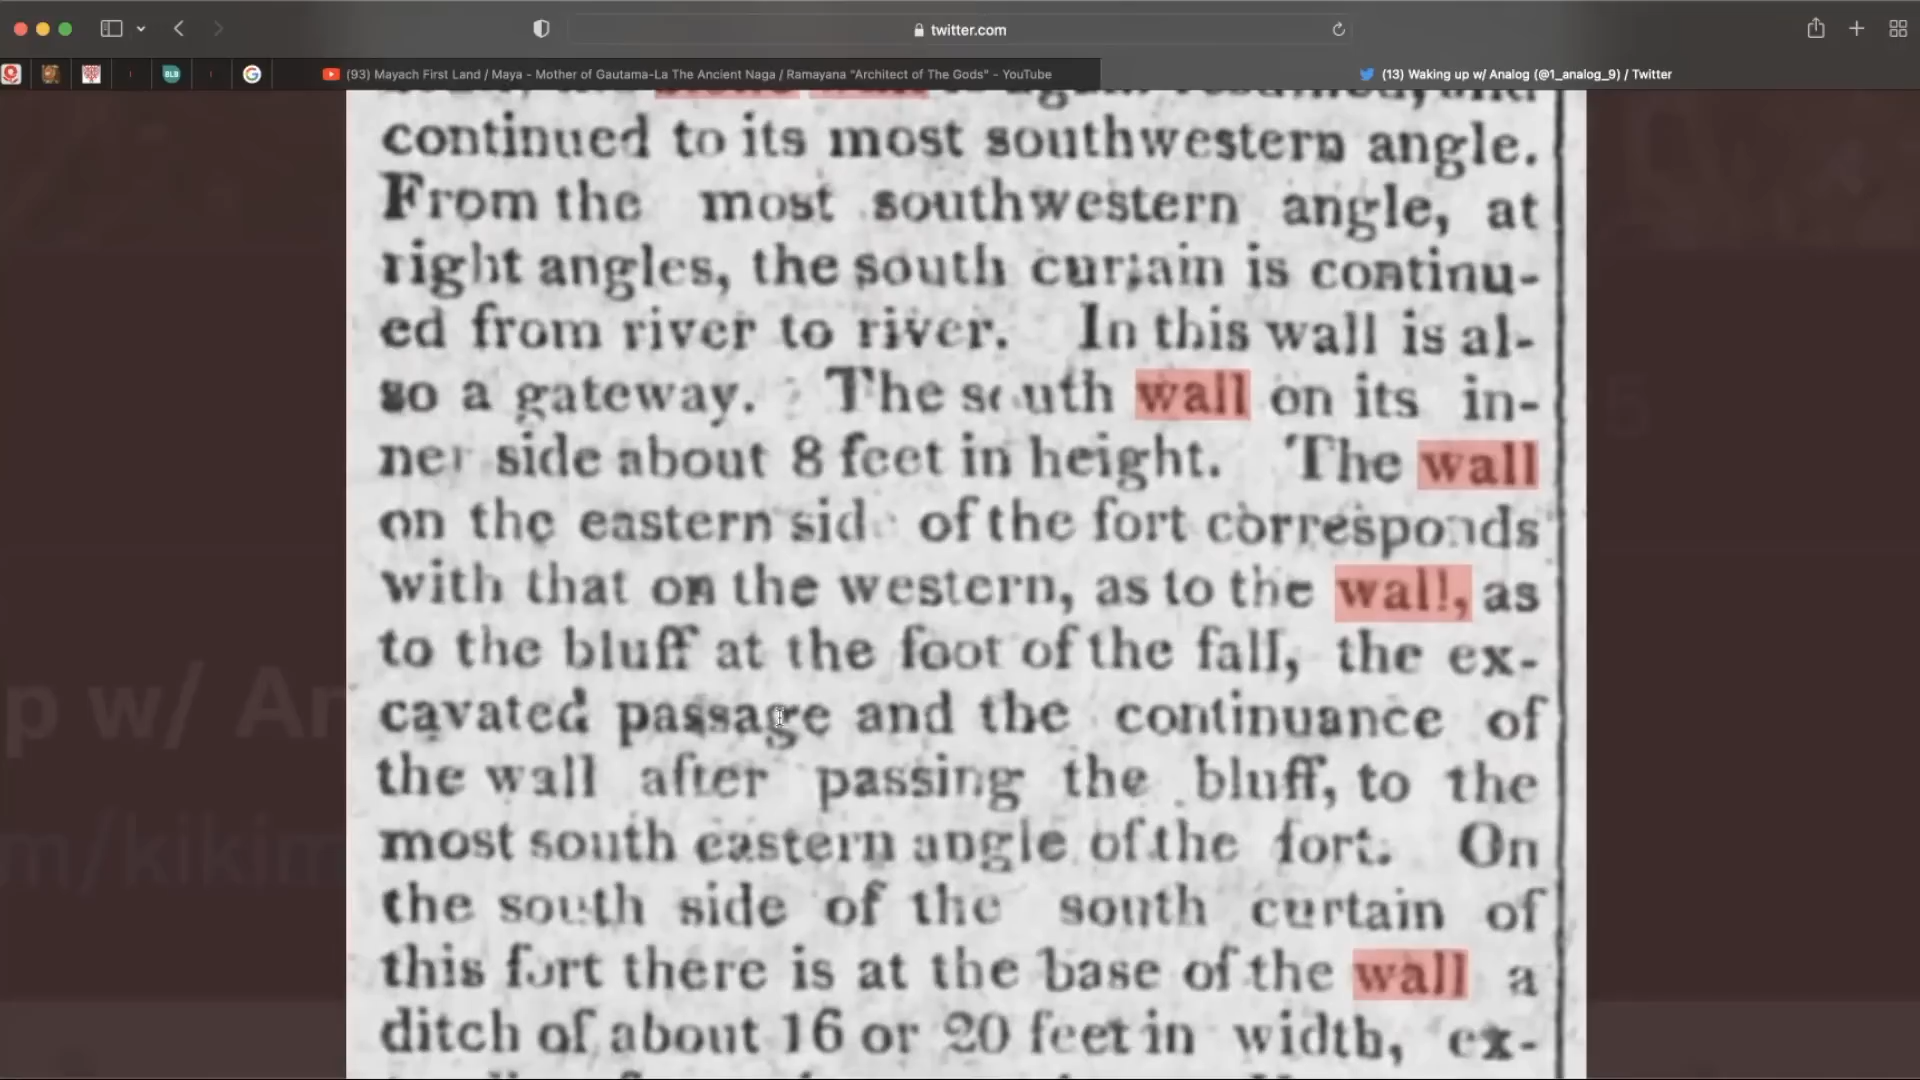 twitter.com
(93) Mayach First Land / Maya - Mother of Gautama-La The Ancient Naga / Ramayana "Architect of The Gods" - YouTube
(13) Waking up w/ Analog (@1_analog_9) / Twitter
continued to its most southwestern angle.
From the most southwestern angle, at
right angles, the south curtain is continu-
ed from river to river. In this wall is al-
so a gateway. The south wall on its in-
ner side about 8 feet in height. The wall
on the eastern side of the fort corresponds
with that on the western, as to the wall, as
to the bluff at the foot of the fall, the ex-
cavated passage and the continuance of
the wall after passing the bluff, to the
most south eastern angle of the fort. On
the south side of the south curtain of
this fort there is at the base of the wall a
ditch of about 16 or 20 feet in width, ex-
p w/ An
m/kikim